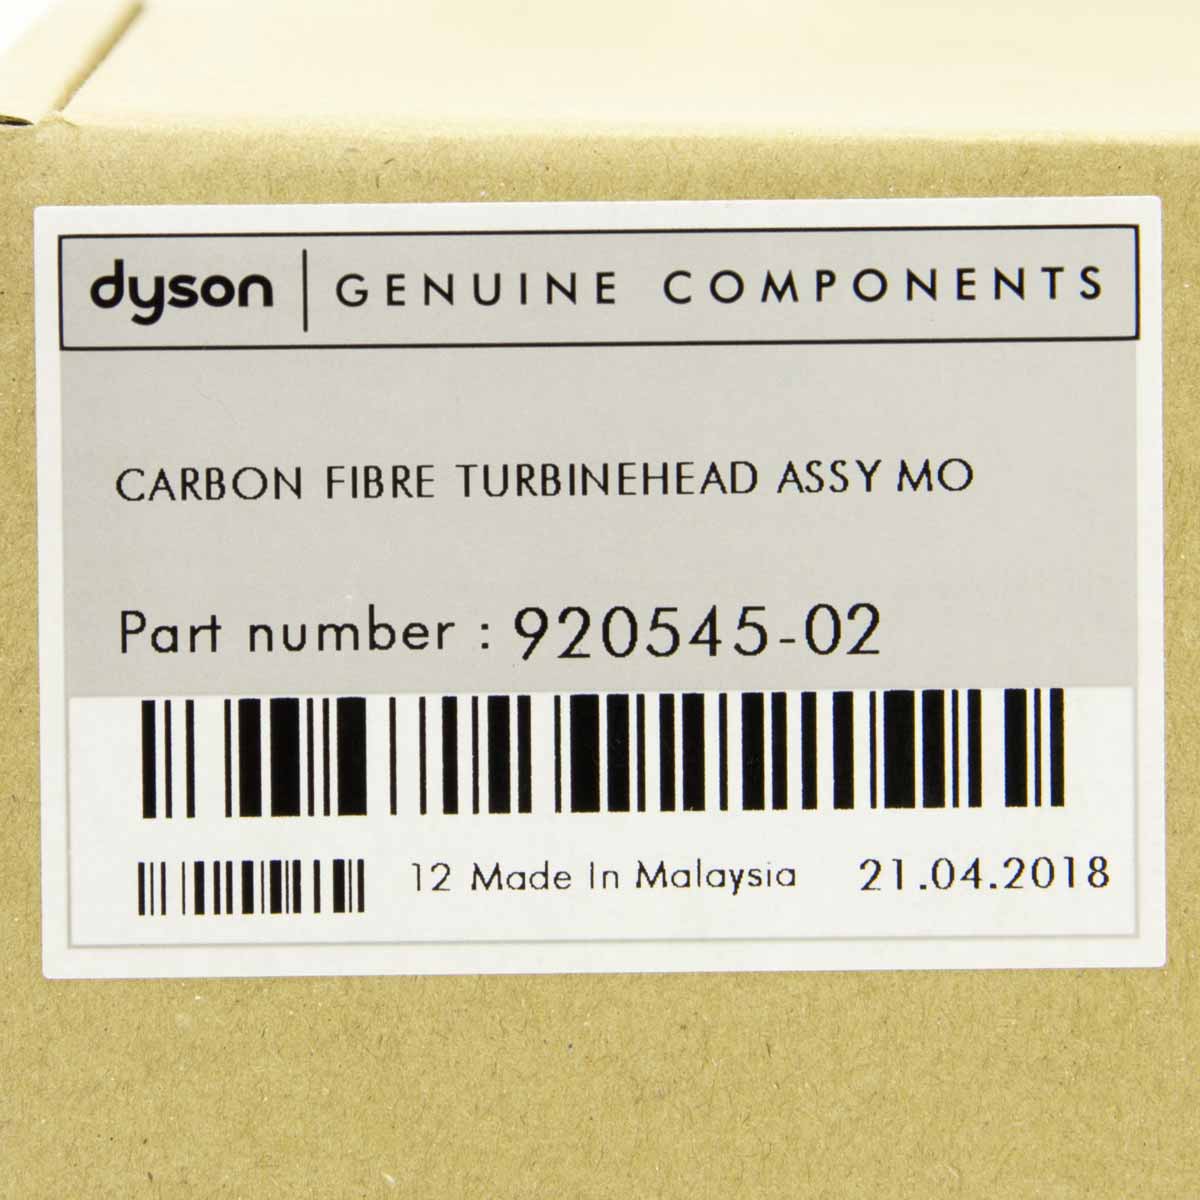 dyson | GENUINE COMPONENTS
CARBON FIBRE TURBINEHEAD ASSY MO
Part number : 920545-02
12 Made In Malaysia 21.04.2018